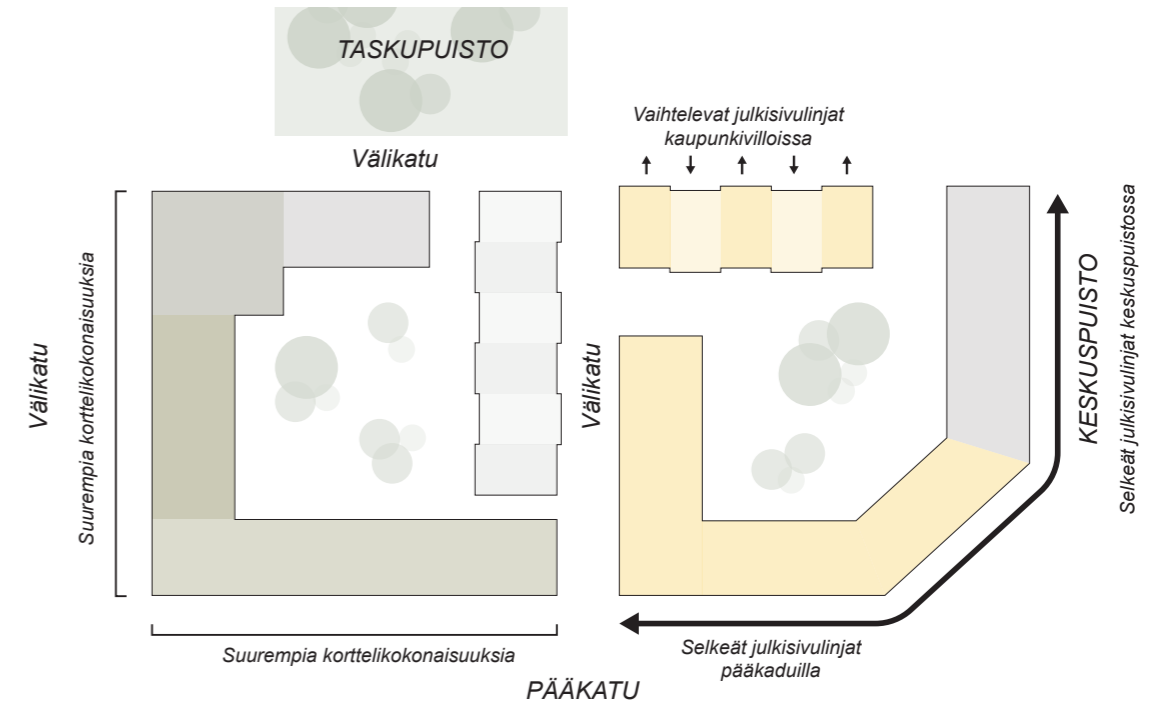 TASKUPUISTO
Välikatu
Vaihtelevat julkisivulinjat
kaupunkivilloissa
Välikatu
Suurempia korttelikokonaisuuksia
Välikatu
KESKUSPUISTO
Selkeät julkisivulinjat keskuspuistossa
Suurempia korttelikokonaisuuksia
Selkeät julkisivulinjat
pääkaduilla
PÄÄKATU